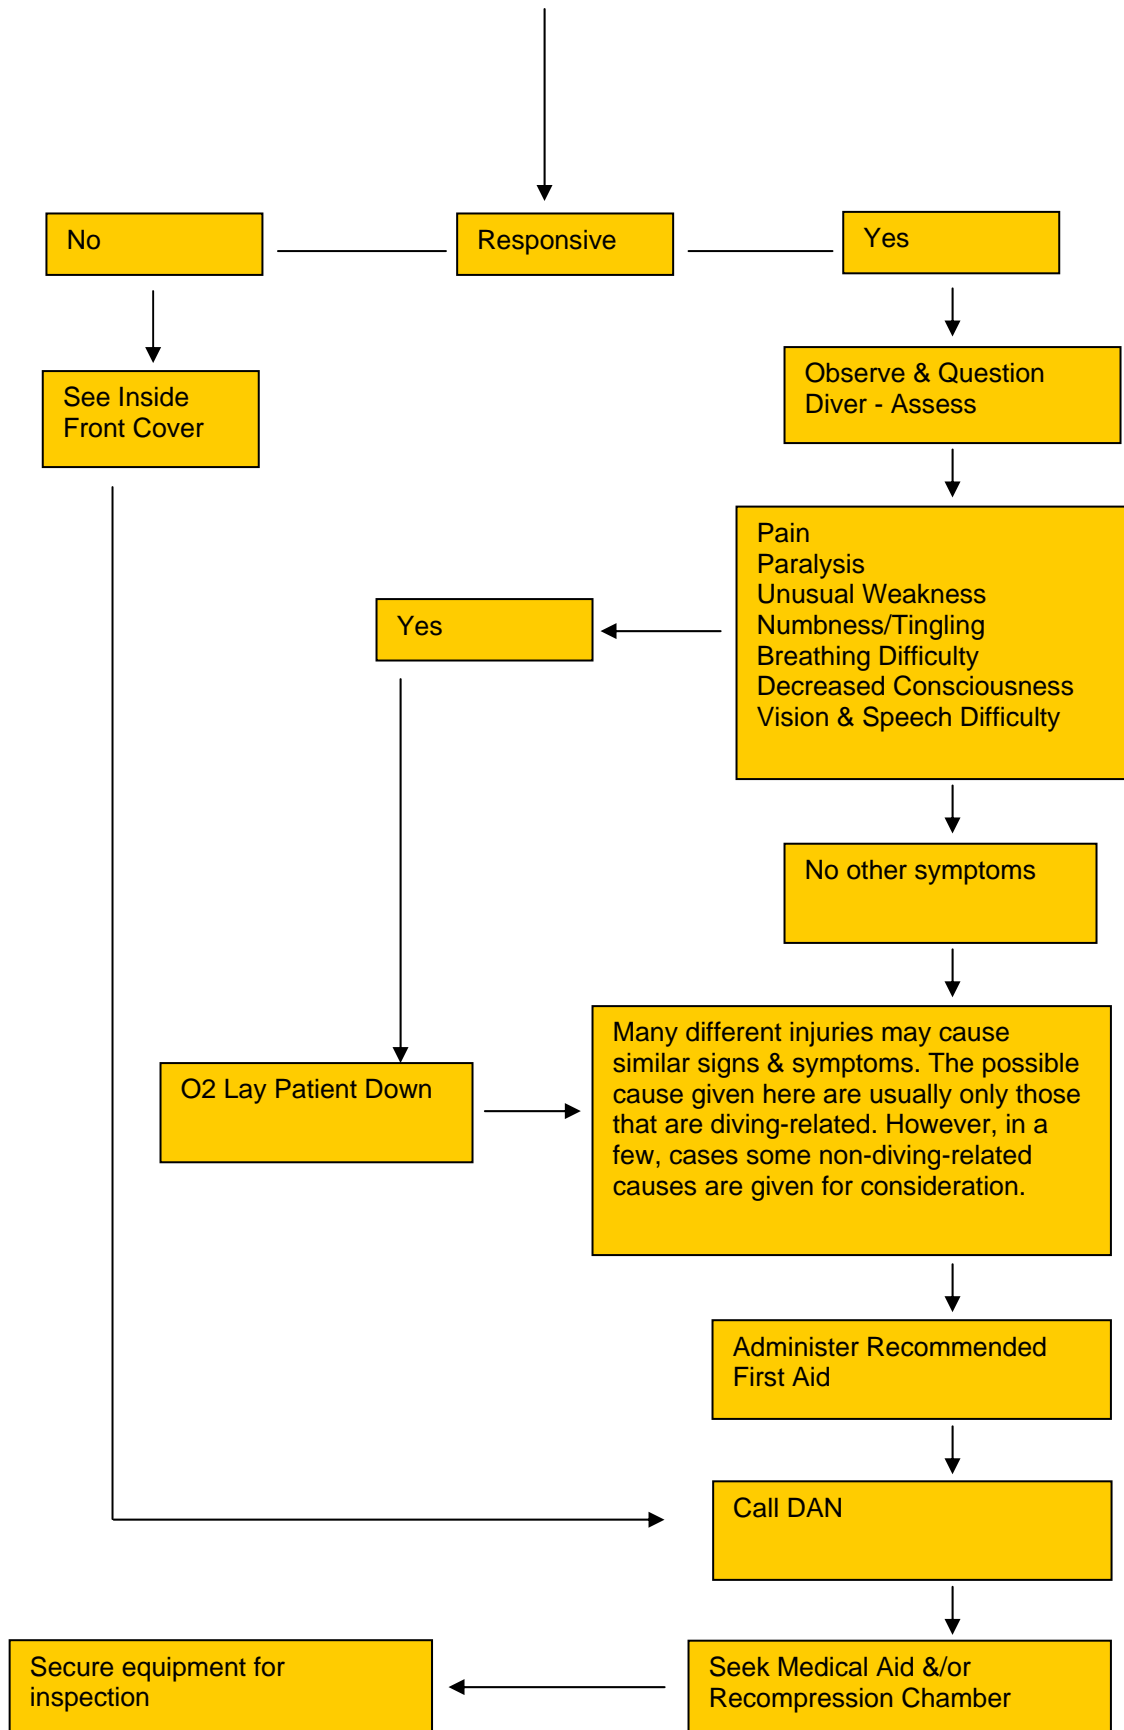 No
Responsive
Yes
See Inside
Front Cover
Observe & Question
Diver - Assess
Pain
Paralysis
Unusual Weakness
Numbness/Tingling
Breathing Difficulty
Decreased Consciousness
Vision & Speech Difficulty
Yes
No other symptoms
O2 Lay Patient Down
Many different injuries may cause
similar signs & symptoms. The possible
cause given here are usually only those
that are diving-related. However, in a
few, cases some non-diving-related
causes are given for consideration.
Administer Recommended
First Aid
Call DAN
Seek Medical Aid &/or
Recompression Chamber
Secure equipment for
inspection